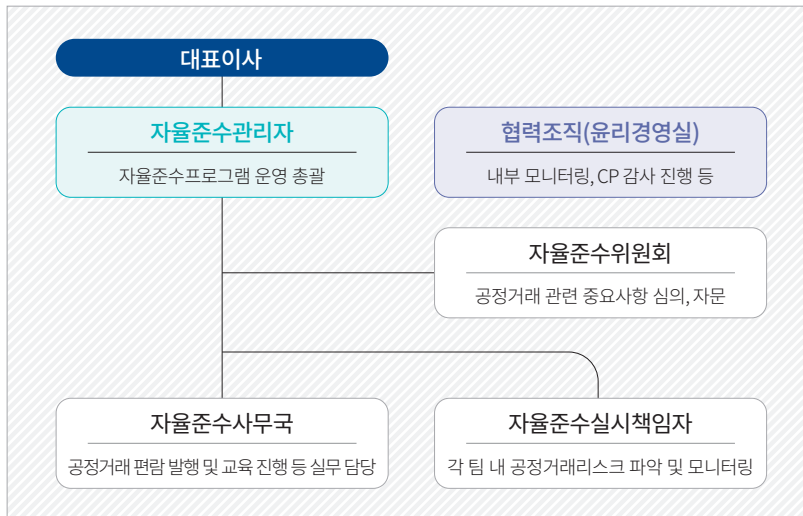 대표이사
자율준수관리자
자율준수프로그램 운영 총괄
협력조직(윤리경영실)
내부 모니터링, CP 감사 진행 등
자율준수위원회
공정거래 관련 중요사항 심의, 자문
자율준수사무국
공정거래 편람 발행 및 교육 진행 등 실무 담당
자율준수실시책임자
각 팀 내 공정거래리스크 파악 및 모니터링